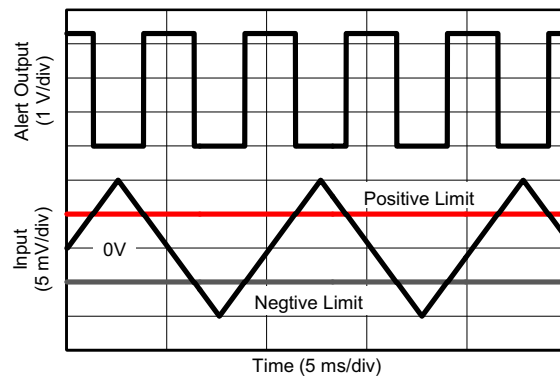 Alert Output
(1 V/div)
Positive Limit
Input
(5 mV/div)
0V
Negtive Limit
Time (5 ms/div)